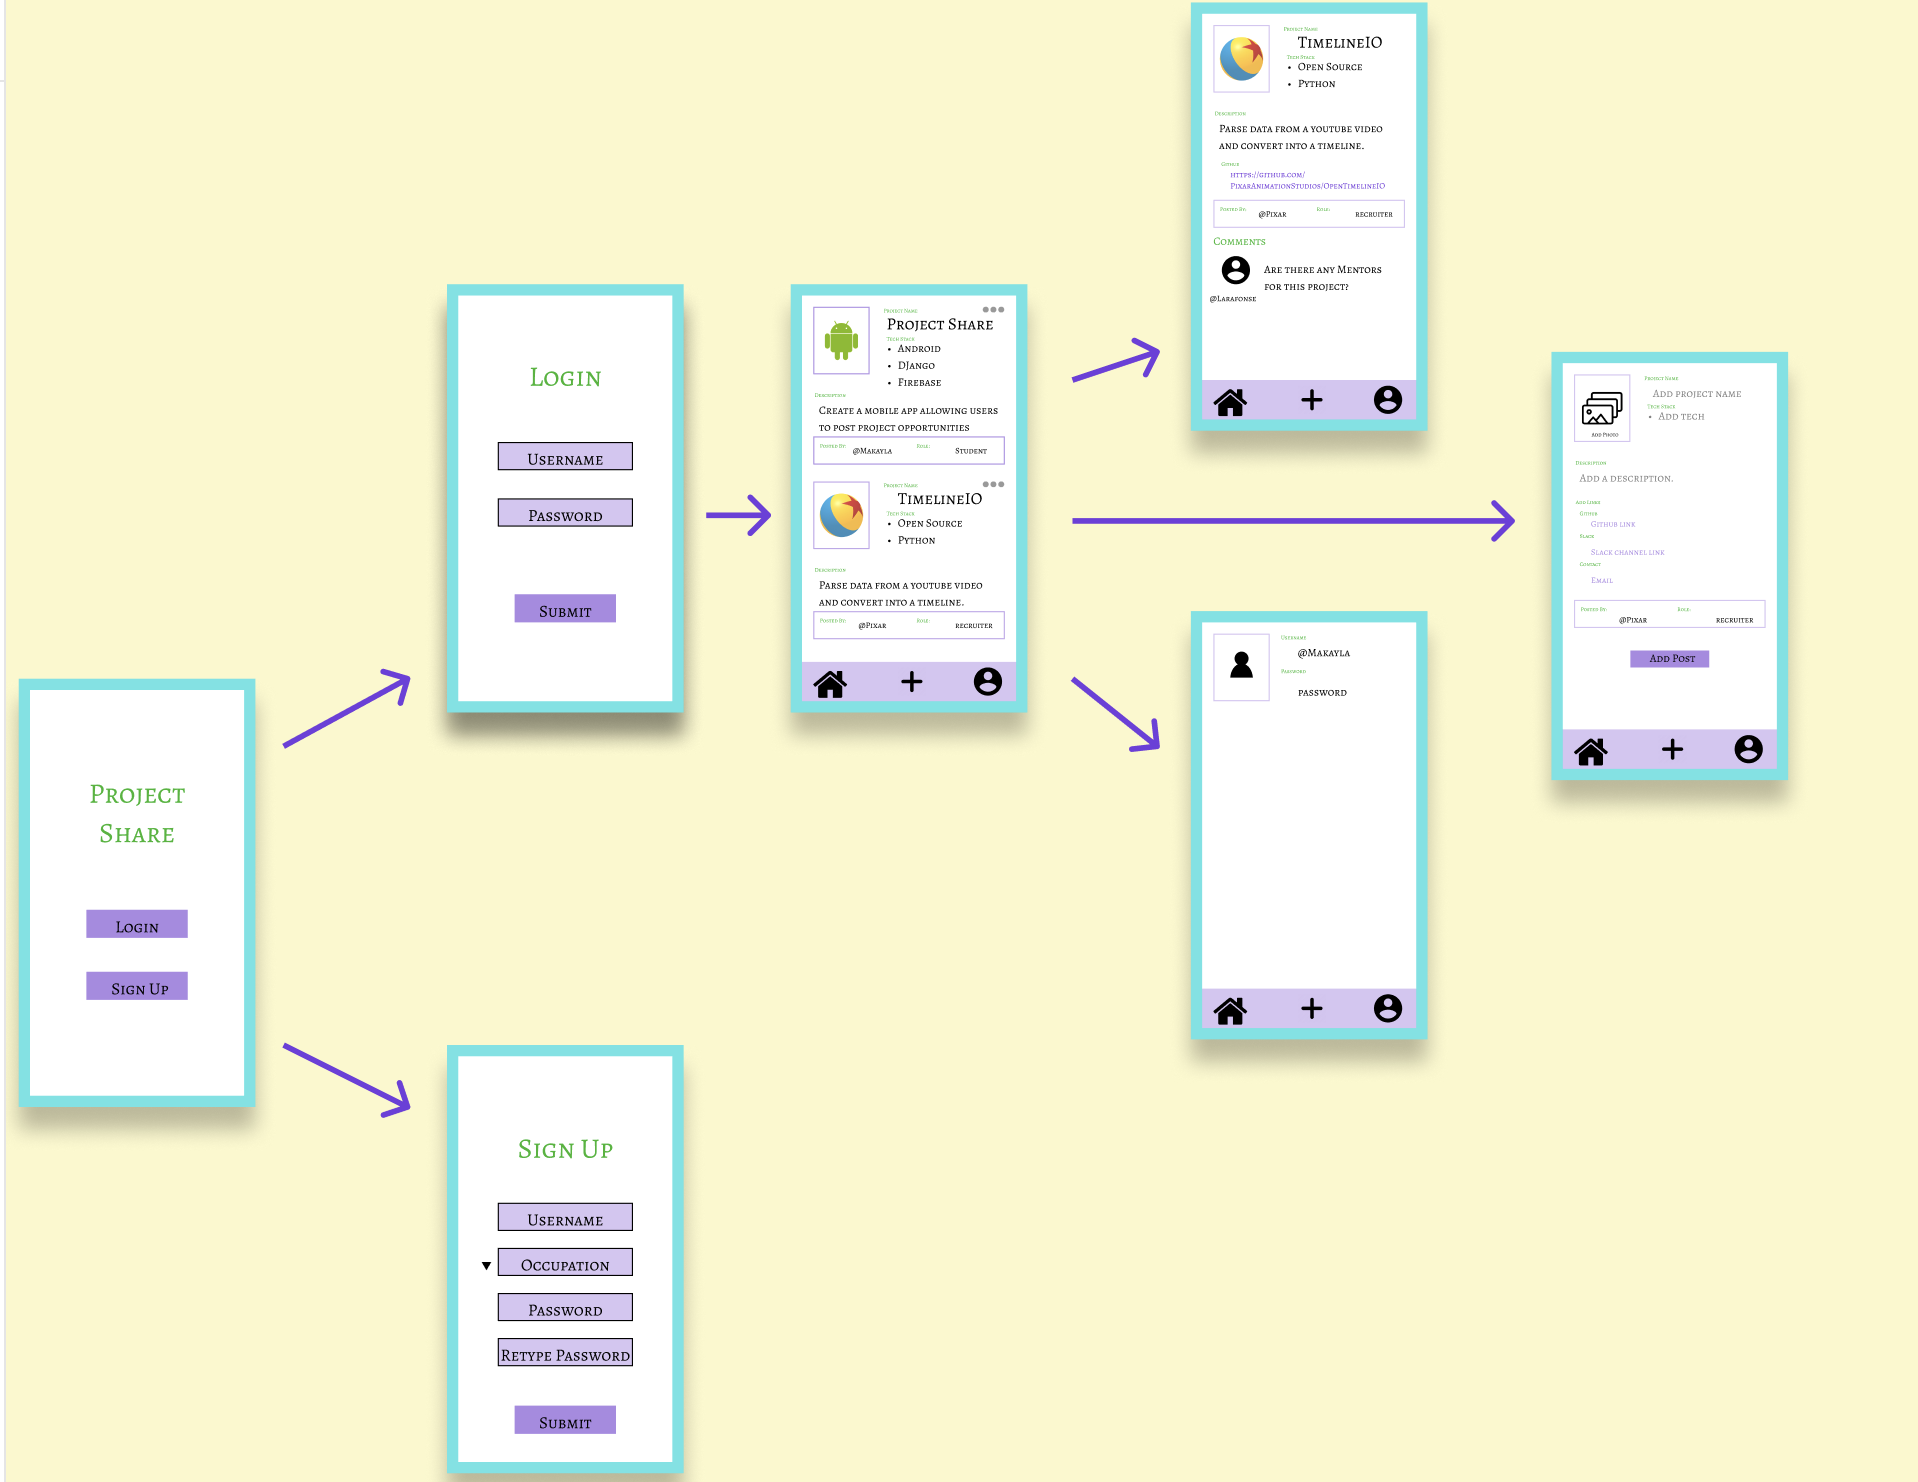 Project
Share
Login
Sign Up
Login
Username
Password
Submit
Sign Up
Username
Occupation
Password
Retype Password
Submit
Project Name
Project Share
Tech Stack
• Android
• Django
• Firebase
Description
Create a mobile app allowing users
to post project opportunities
Posted By: @Makayla Role: Student
Project Name
TimelineIO
Tech Stack
• Open Source
• Python
Description
Parse data from a youtube video
and convert into a timeline.
Posted By: @Pixar Role: recruiter
Project Name
TimelineIO
Tech Stack
• Open Source
• Python
Description
Parse data from a youtube video
and convert into a timeline.
Github
https://github.com/
PixarAnimationStudios/OpenTimelineIO
Posted By: @Pixar Role: recruiter
Comments
Are there any Mentors
for this project?
@Larafonse
Username
@Makayla
Password
password
Project Name
Add project name
Tech Stack
• Add tech
Add Photo
Description
Add a description.
Add Links
Github
Github link
Slack
Slack channel link
Contact
Email
Posted By: @Pixar Role: recruiter
Add Post